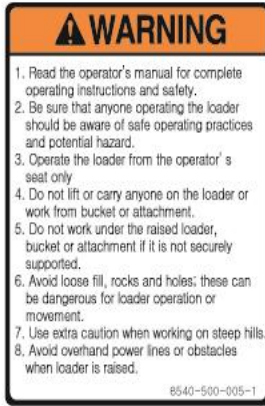 WARNING
1. Read the operator's manual for complete
operating instructions and safety.
2. Be sure that anyone operating the loader
should be aware of safe operating practices
and potential hazard.
3. Operate the loader from the operator' s
seat only
4. Do not lift or carry anyone on the loader or
work from bucket or attachment.
5. Do not work under the raised loader,
bucket or attachment if it is not securely
supported.
6. Avoid loose fill, rocks and holes; these can
be dangerous for loader operation or
movement.
7. Use extra caution when working on steep hills.
8. Avoid overhand power lines or obstacles
when loader is raised.
8540-500-005-1